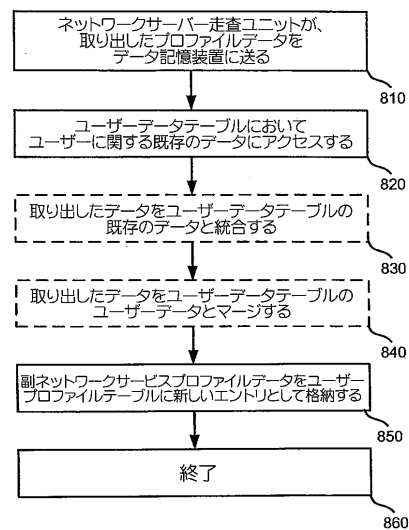 ネットワークサーバー走査ユニットが、
取り出したプロファイルデータを
データ記憶装置に送る
810
ユーザーデータテーブルにおいて
ユーザーに関する既存のデータにアクセスする
820
取り出したデータをユーザーデータテーブルの
既存のデータと統合する
830
取り出したデータをユーザーデータテーブルの
ユーザーデータとマージする
840
副ネットワークサービスプロファイルデータをユーザー
プロファイルテーブルに新しいエントリとして格納する
850
終了
860